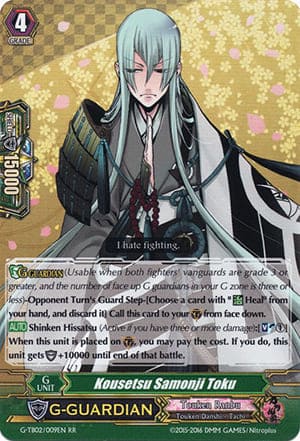 4
GRADE
SHIELD
15000
I hate fighting.
G GUARDIAN (Usable when both fighters' vanguards are grade 3 or
greater, and the number of face up G guardians in your G zone is three or
less)-Opponent Turn's Guard Step-[Choose a card with " Heal" from
your hand, and discard it] Call this card to your from face down.
AUTO Shinken Hissatsu (Active if you have three or more damage):
When this unit is placed on , you may pay the cost. If you do,
this unit gets +10000 until end of that battle.
G
UNIT
Kousetsu Samonji Toku
G-GUARDIAN
Touken Ranbu
Touken Danshi - Tachi
G-TB02/009EN RR
©2015-2016 DMM GAMES/Nitroplus